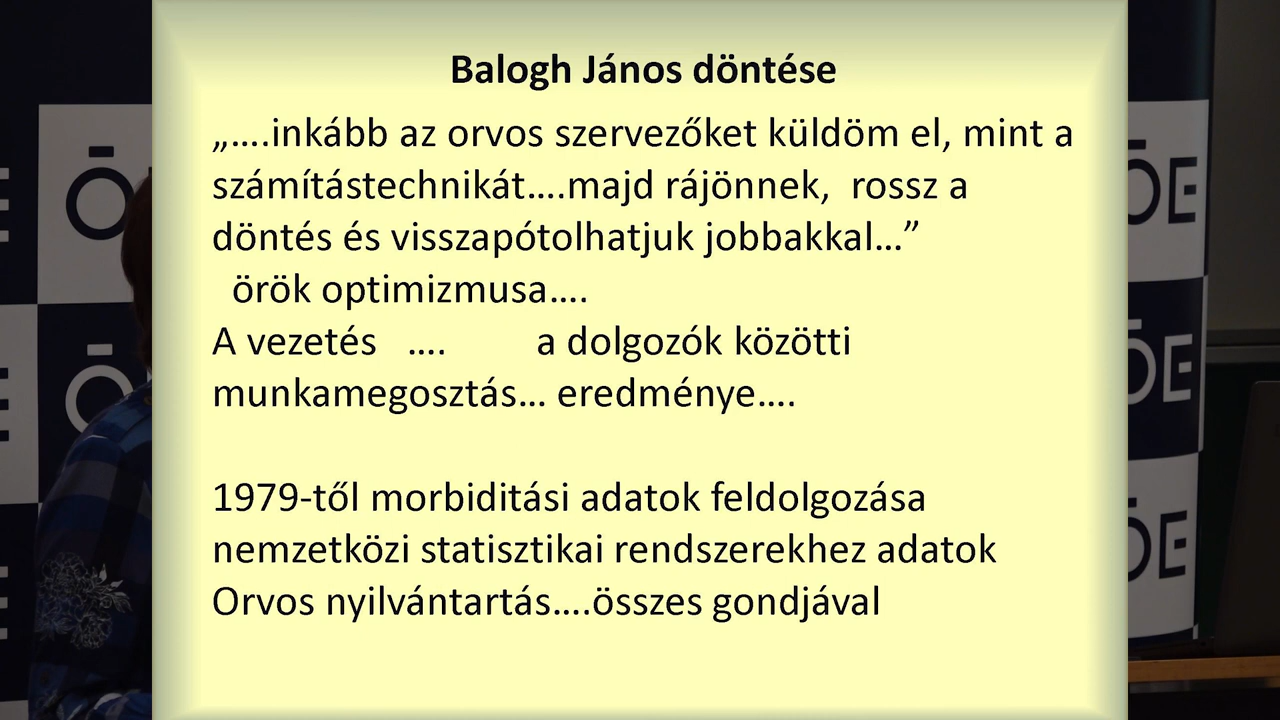 Balogh János döntése
„….inkább az orvos szervezőket küldöm el, mint a
számítástechnikát….majd rájönnek,  rossz a
döntés és visszapótolhatjuk jobbakkal…”
örök optimizmusa….
A vezetés   ….        a dolgozók közötti
munkamegosztás… eredménye….
1979-től morbiditási adatok feldolgozása
nemzetközi statisztikai rendszerekhez adatok
Orvos nyilvántartás….összes gondjával